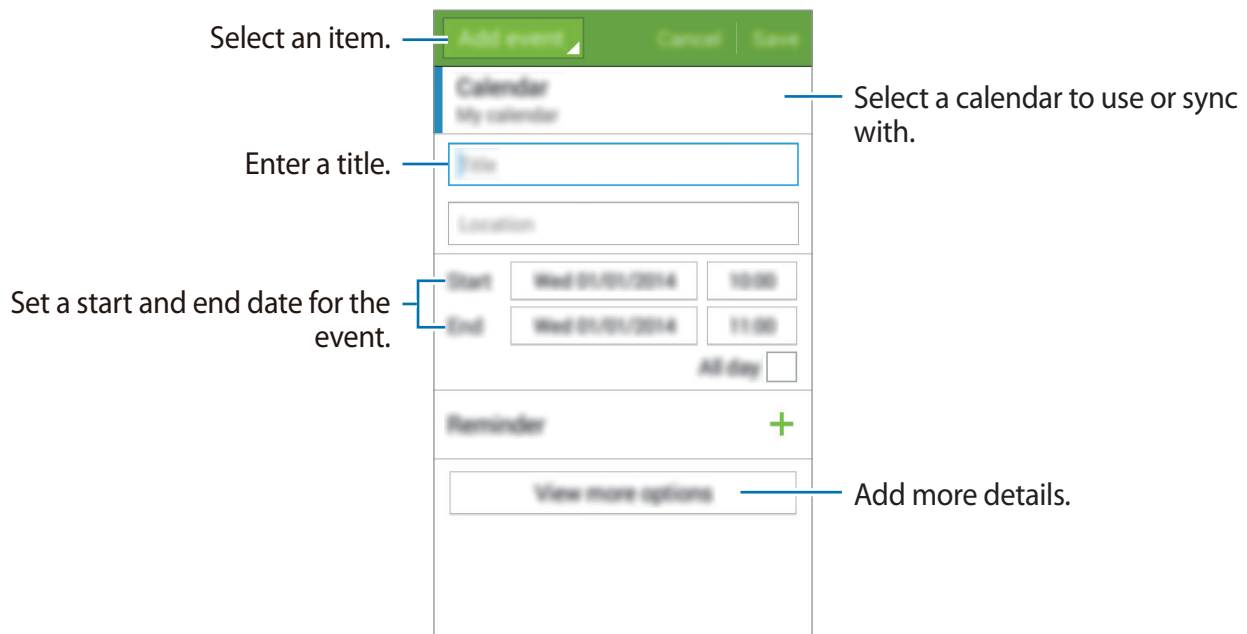 Select an item.
Add event
Cancel
Save
Calendar
My calendar
Select a calendar to use or sync
with.
Enter a title.
Title
Location
Set a start and end date for the
event.
Start
Wed 01/01/2014
10:00
End
Wed 01/01/2014
11:00
All day
Reminder
View more options
Add more details.